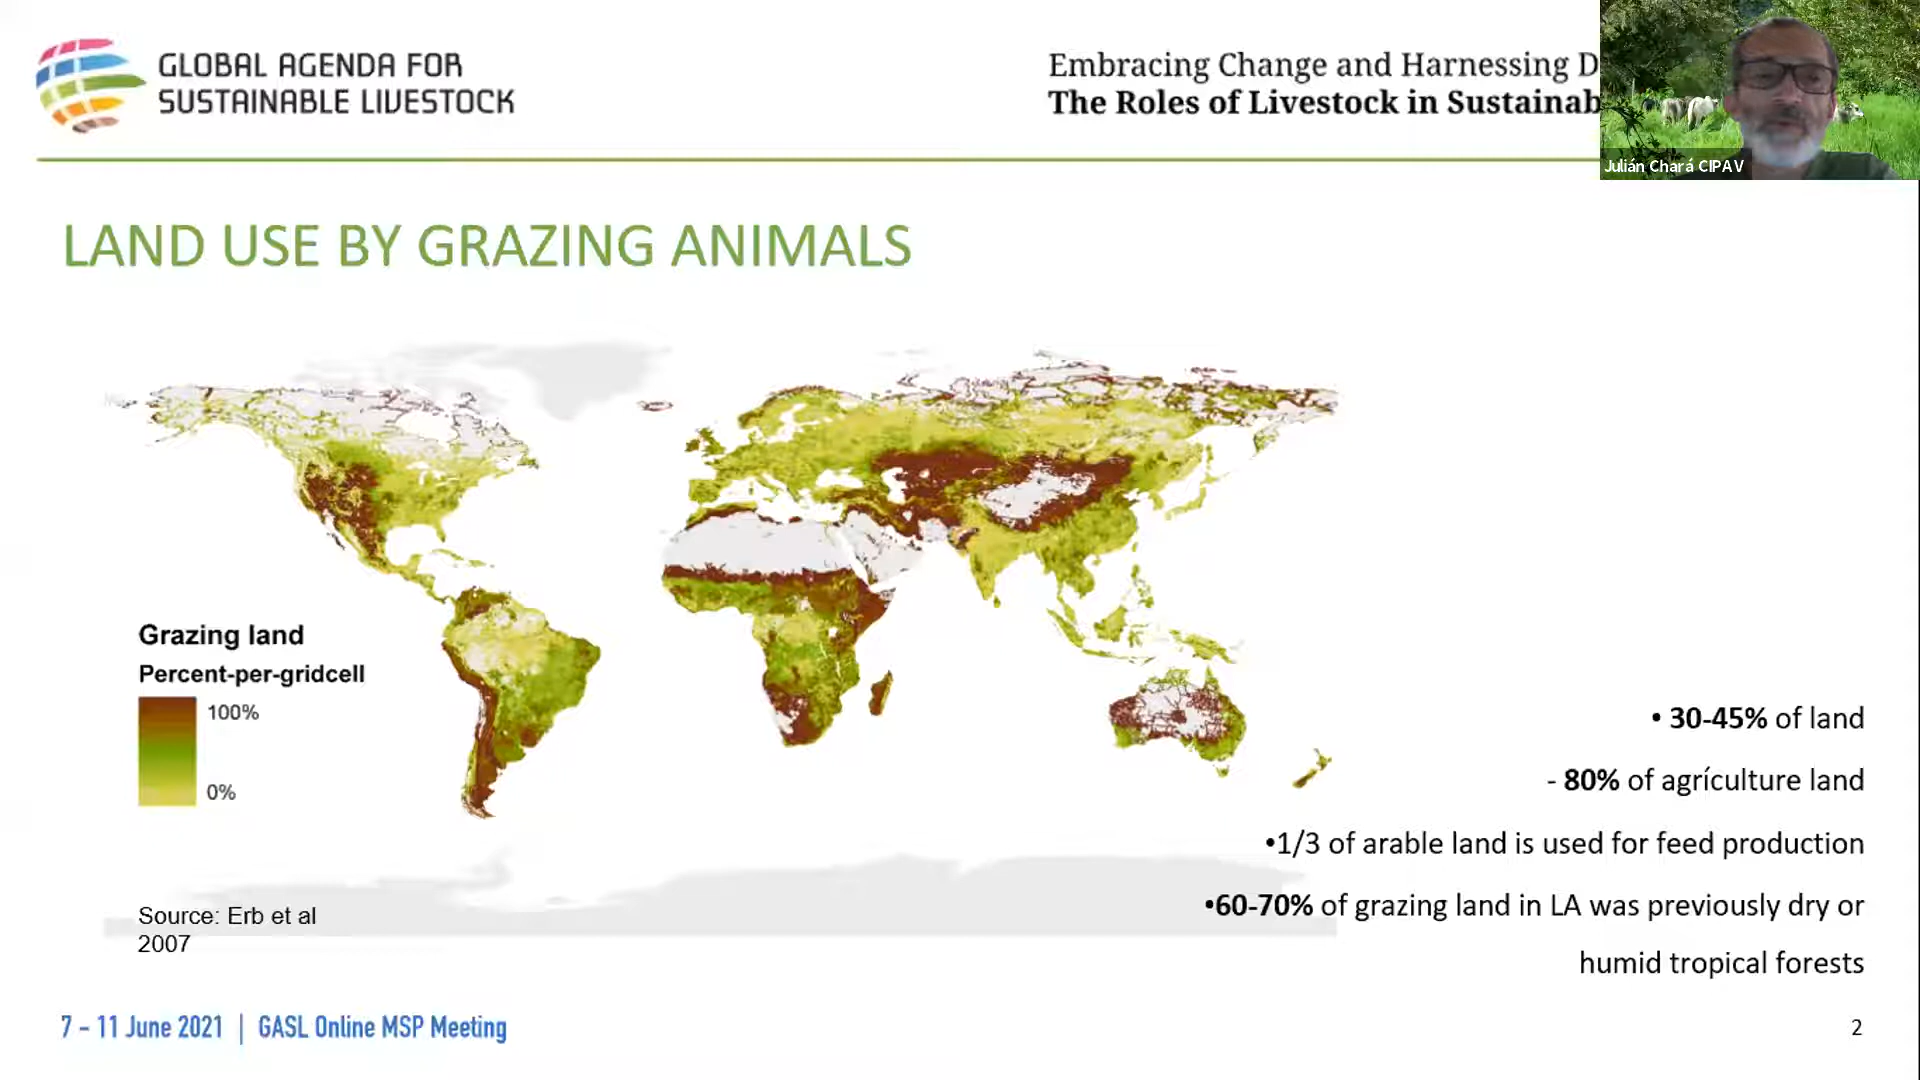 GLOBAL AGENDA FOR
SUSTAINABLE LIVESTOCK
Embracing Change and Harnessing D
The Roles of Livestock in Sustainab
Julián Chará CIPAV
LAND USE BY GRAZING ANIMALS
Grazing land
Percent-per-gridcell
100%
0%
• 30-45% of land
- 80% of agrículture land
•1/3 of arable land is used for feed production
•60-70% of grazing land in LA was previously dry or
humid tropical forests
Source: Erb et al
2007
7 – 11 June 2021 | GASL Online MSP Meeting
2